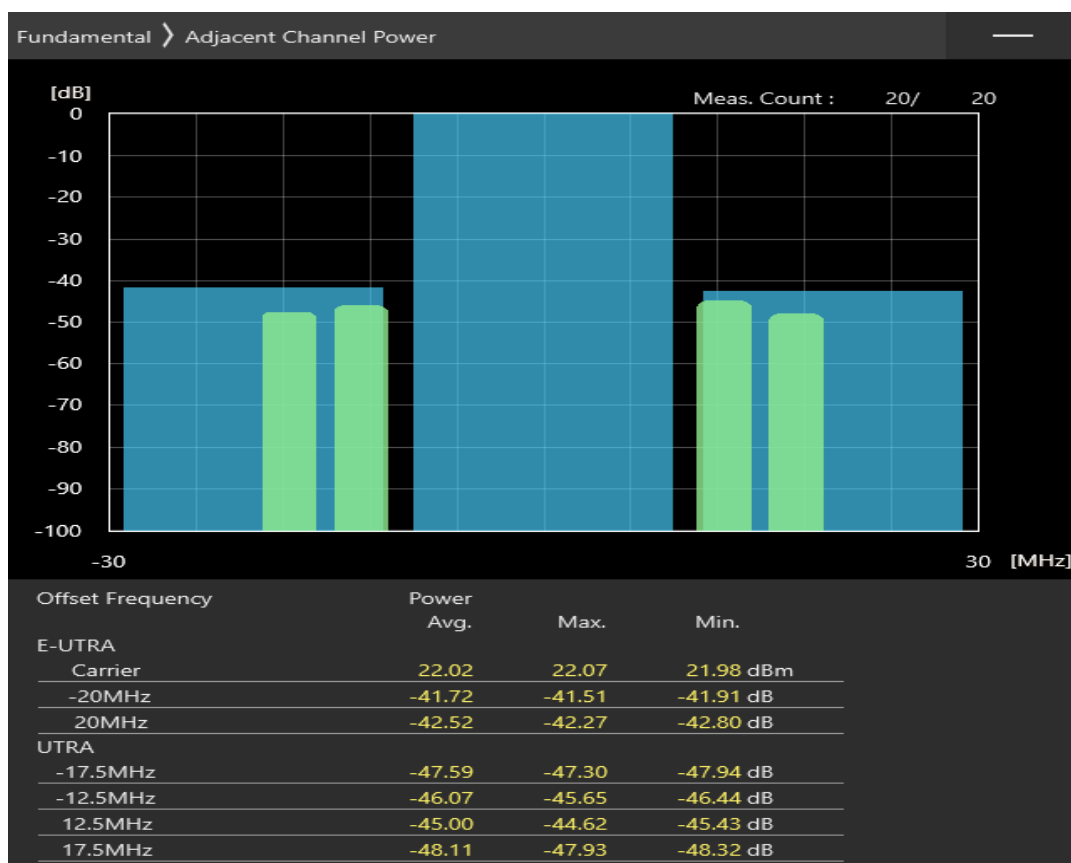 Fundamental ❯ Adjacent Channel Power
[dB]
Meas. Count : 20/ 20
0
-10
-20
-30
-40
-50
-60
-70
-80
-90
-100
-30 30 [MHz]
Offset Frequency Power
Avg. Max. Min.
E-UTRA
Carrier 22.02 22.07 21.98 dBm
-20MHz -41.72 -41.51 -41.91 dB
20MHz -42.52 -42.27 -42.80 dB
UTRA
-17.5MHz -47.59 -47.30 -47.94 dB
-12.5MHz -46.07 -45.65 -46.44 dB
12.5MHz -45.00 -44.62 -45.43 dB
17.5MHz -48.11 -47.93 -48.32 dB